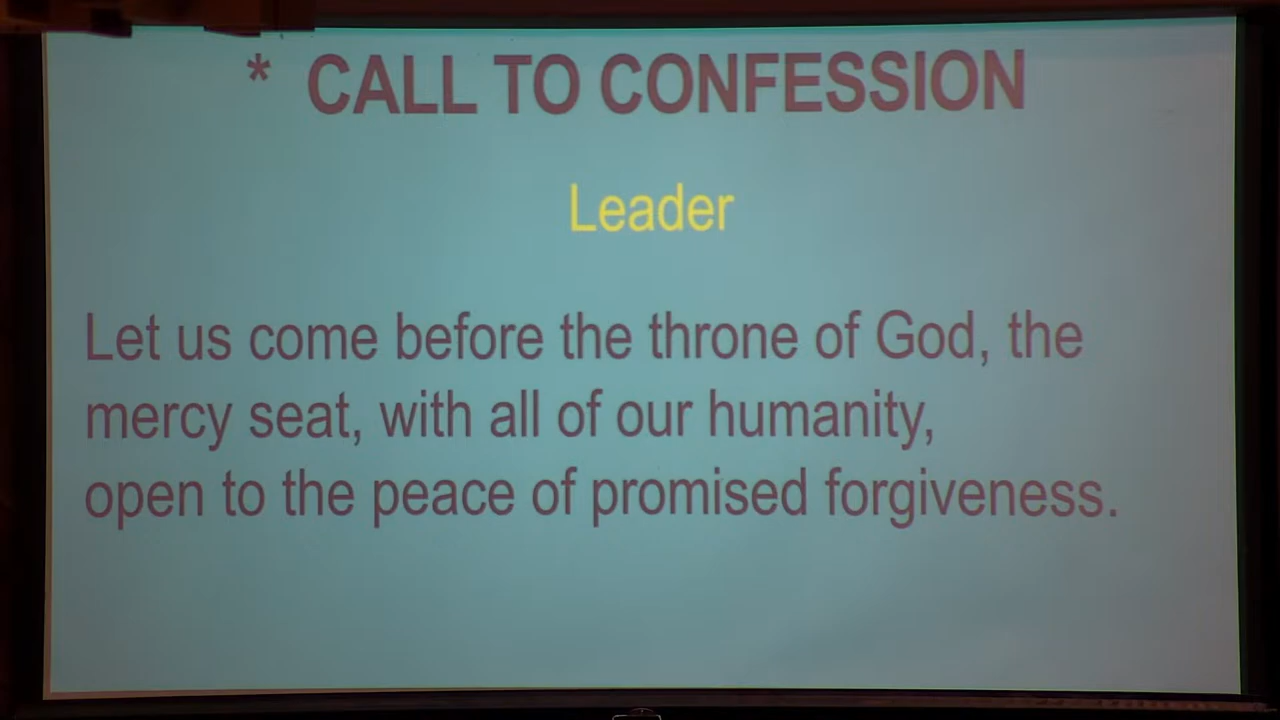 * CALL TO CONFESSION
Leader
Let us come before the throne of God, the
mercy seat, with all of our humanity,
open to the peace of promised forgiveness.